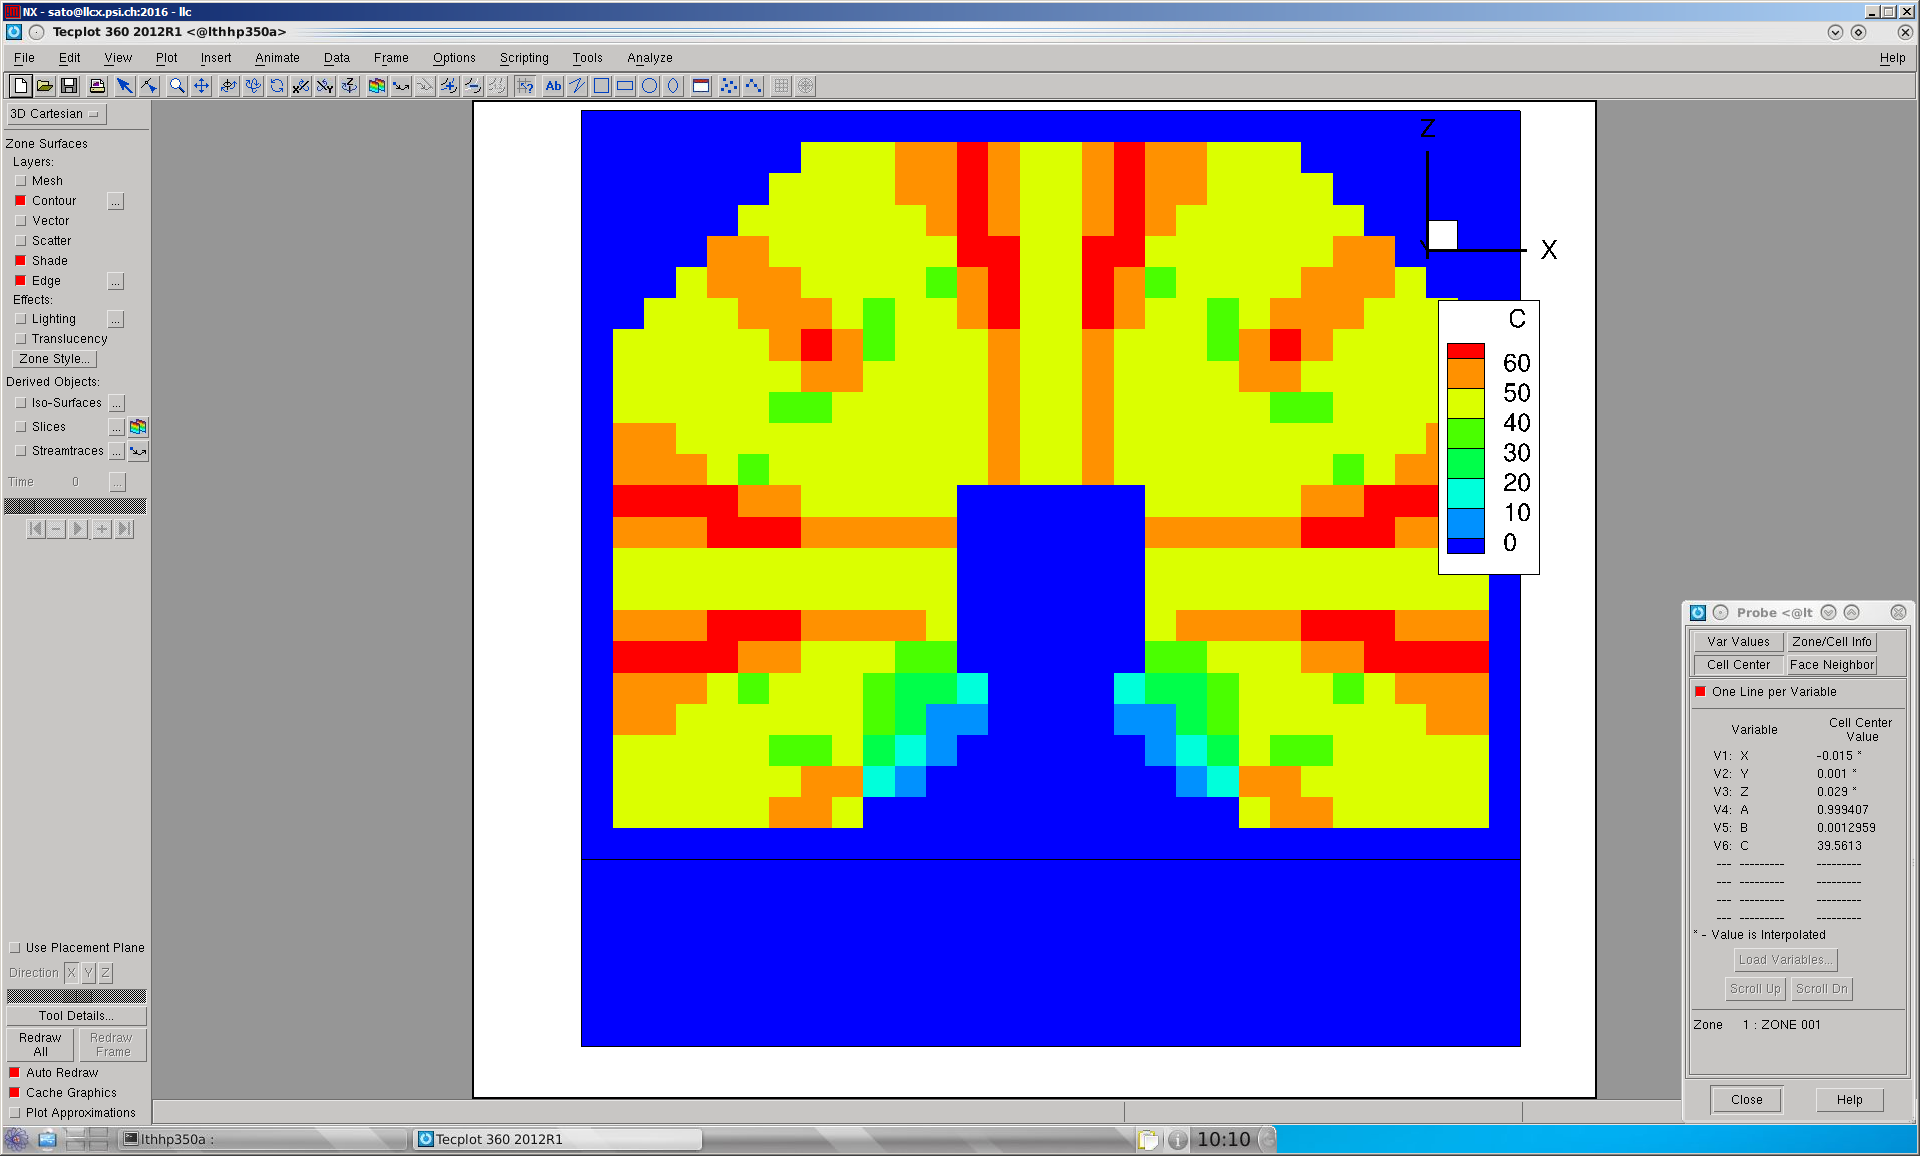 NX - sato@llcx.psi.ch:2016 - llc
Tecplot 360 2012R1 <@lthhp350a>
File Edit View Plot Insert Animate Data Frame Options Scripting Tools Analyze Help
3D Cartesian
Zone Surfaces
Layers:
Mesh
Contour ...
Vector
Scatter
Shade
Edge ...
Effects:
Lighting ...
Translucency
Zone Style...
Derived Objects:
Iso-Surfaces ...
Slices ...
Streamtraces ...
Time 0 ...
Use Placement Plane
Direction X Y Z
Tool Details...
Redraw All
Redraw Frame
Auto Redraw
Cache Graphics
Plot Approximations
Ab
Z
X
Y
C
60
50
40
30
20
10
0
Probe <@lt
Var Values Zone/Cell Info
Cell Center Face Neighbor
One Line per Variable
Variable Cell Center Value
V1: X -0.015 *
V2: Y 0.001 *
V3: Z 0.029 *
V4: A 0.999407
V5: B 0.0012959
V6: C 39.5613
--- --------- ---------
--- --------- ---------
--- --------- ---------
--- --------- ---------
* - Value is Interpolated
Load Variables...
Scroll Up Scroll Dn
Zone 1 : ZONE 001
Close Help
lthhp350a :
Tecplot 360 2012R1
10:10